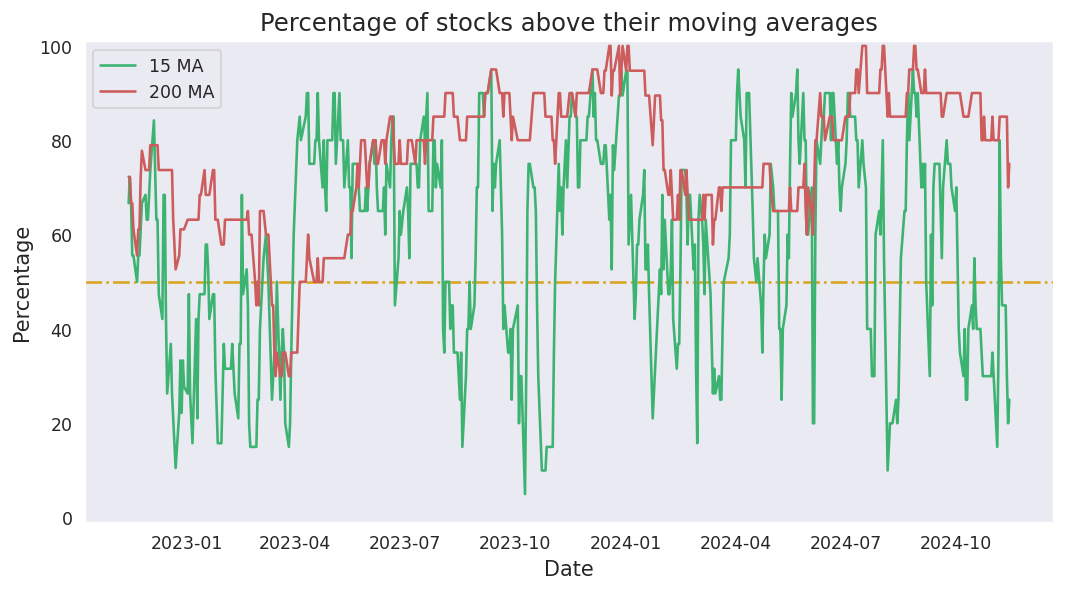 Percentage of stocks above their moving averages
15 MA
200 MA
Percentage
100
80
60
40
20
0
2023-01 2023-04 2023-07 2023-10 2024-01 2024-04 2024-07 2024-10
Date